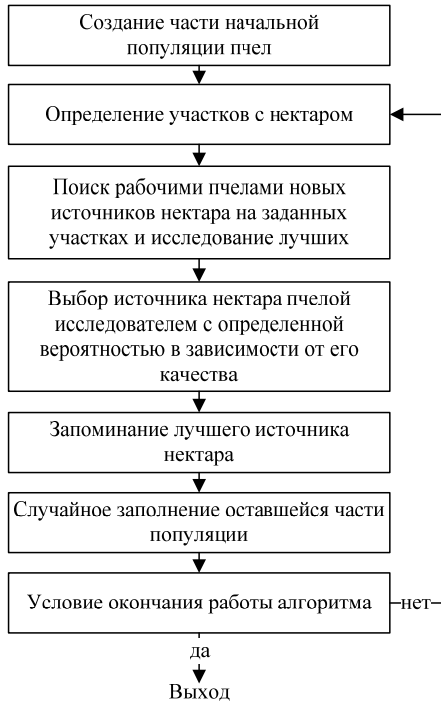 Создание части начальной
популяции пчел
Определение участков с нектаром
Поиск рабочими пчелами новых
источников нектара на заданных
участках и исследование лучших
Выбор источника нектара пчелой
исследователем с определенной
вероятностью в зависимости от его
качества
Запоминание лучшего источника
нектара
Случайное заполнение оставшейся части
популяции
Условие окончания работы алгоритма
нет
да
Выход